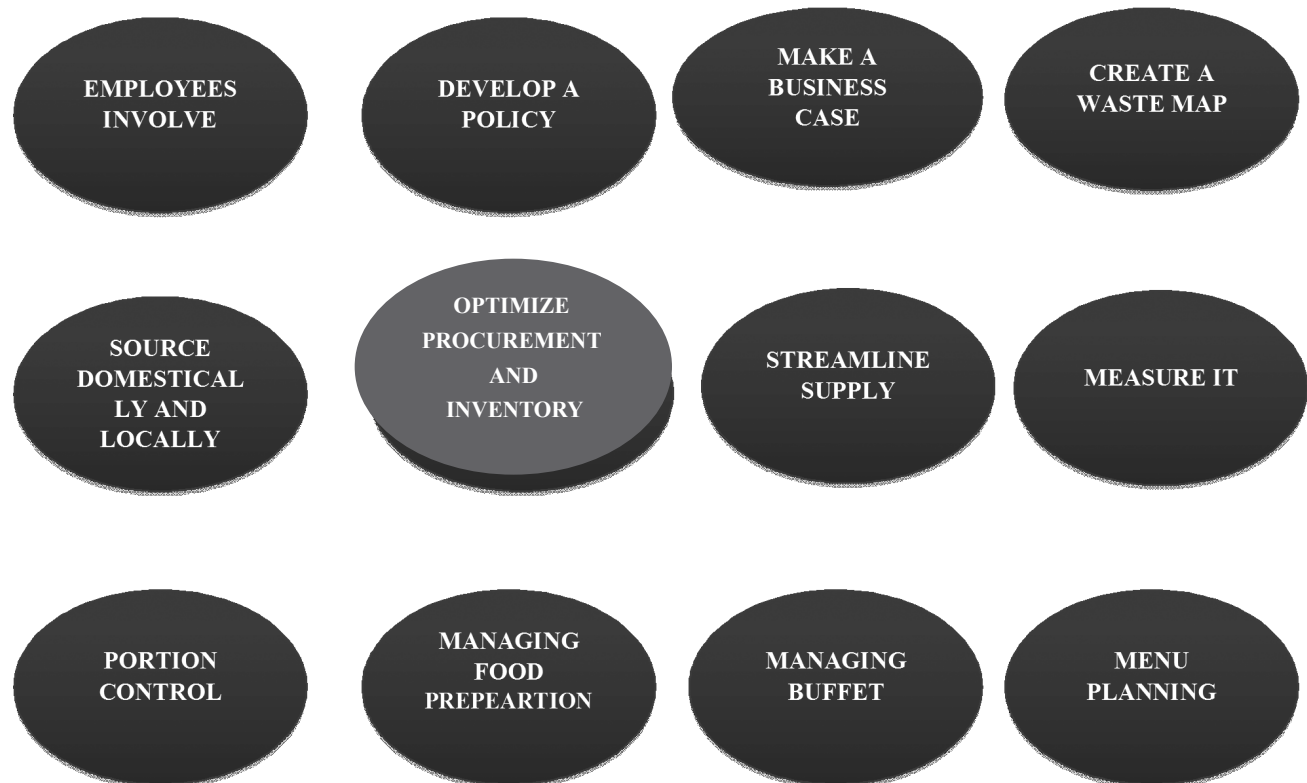 EMPLOYEES
INVOLVE
DEVELOP A
POLICY
MAKE A
BUSINESS
CASE
CREATE A
WASTE MAP
SOURCE
DOMESTICAL
LY AND
LOCALLY
OPTIMIZE
PROCUREMENT
AND
INVENTORY
STREAMLINE
SUPPLY
MEASURE IT
PORTION
CONTROL
MANAGING
FOOD
PREPEARTION
MANAGING
BUFFET
MENU
PLANNING